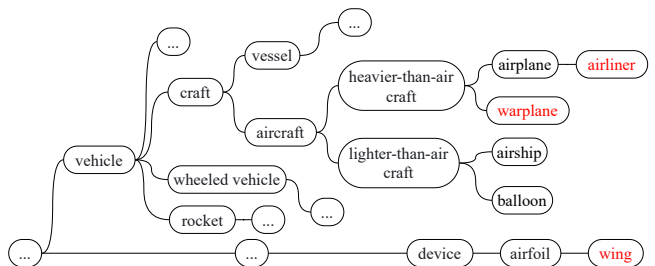 ...
...
vessel
heavier-than-air
craft
airplane
airliner
craft
warplane
aircraft
vehicle
lighter-than-air
craft
airship
wheeled vehicle
balloon
...
rocket
...
...
...
device
airfoil
wing